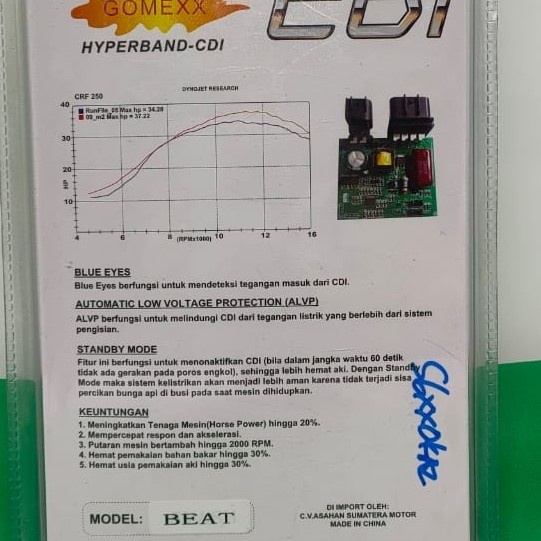 GOMEXX
CDI
HYPERBAND-CDI
DYNOJET RESEARCH
CRF 250
RunFile_05 Max hp = 34.28
09_m2 Max hp = 37.22
40
30
20
10
HP
4 6 8 10 12 16
(RPMx1000)
BLUE EYES
Blue Eyes berfungsi untuk mendeteksi tegangan masuk dari CDI.
AUTOMATIC LOW VOLTAGE PROTECTION (ALVP)
ALVP berfungsi untuk melindungi CDI dari tegangan listrik yang berlebih dari sistem
pengisian.
STANDBY MODE
Fitur ini berfungsi untuk menonaktifkan CDI (bila dalam jangka waktu 60 detik
tidak ada gerakan pada poros engkol), sehingga lebih hemat aki. Dengan Standby
Mode maka sistem kelistrikan akan menjadi lebih aman karena tidak terjadi sisa
percikan bunga api di busi pada saat mesin dihidupkan.
KEUNTUNGAN
1. Meningkatkan Tenaga Mesin(Horse Power) hingga 20%.
2. Mempercepat respon dan akselerasi.
3. Putaran mesin bertambah hingga 2000 RPM.
4. Hemat pemakaian bahan bakar hingga 30%.
5. Hemat usia pemakaian aki hingga 30%.
MODEL: BEAT
DI IMPORT OLEH:
C.V.ASAHAN SUMATERA MOTOR
MADE IN CHINA